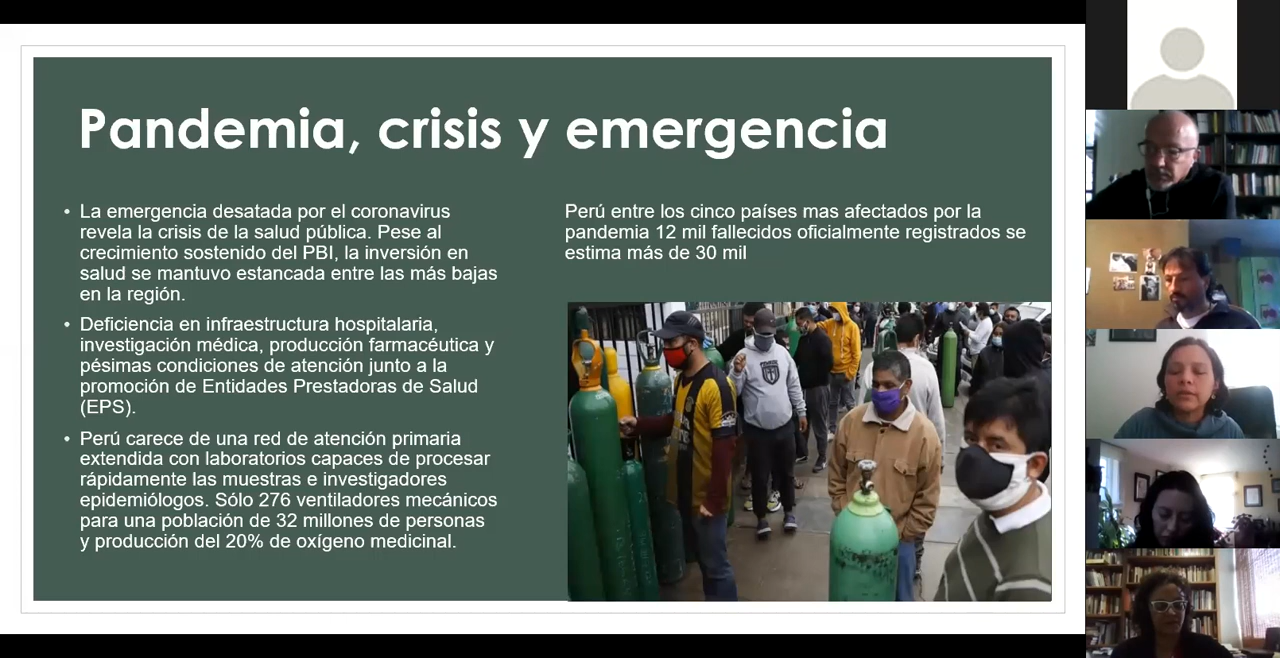 Pandemia, crisis y emergencia
• La emergencia desatada por el coronavirus
revela la crisis de la salud pública. Pese al
crecimiento sostenido del PBI, la inversión en
salud se mantuvo estancada entre las más bajas
en la región.
• Deficiencia en infraestructura hospitalaria,
investigación médica, producción farmacéutica y
pésimas condiciones de atención junto a la
promoción de Entidades Prestadoras de Salud
(EPS).
• Perú carece de una red de atención primaria
extendida con laboratorios capaces de procesar
rápidamente las muestras e investigadores
epidemiólogos. Sólo 276 ventiladores mecánicos
para una población de 32 millones de personas
y producción del 20% de oxígeno medicinal.
Perú entre los cinco países mas afectados por la
pandemia 12 mil fallecidos oficialmente registrados se
estima más de 30 mil